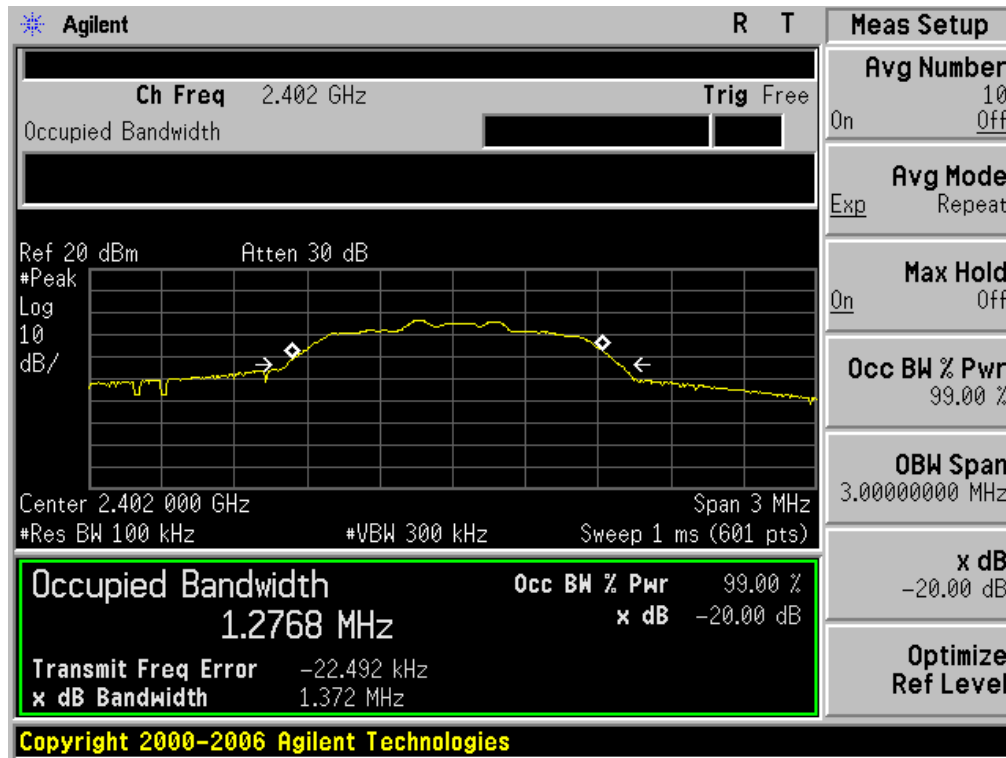 Agilent R T
Ch Freq 2.402 GHz Trig Free
Occupied Bandwidth
Ref 20 dBm Atten 30 dB
#Peak
Log
10
dB/
Center 2.402 000 GHz Span 3 MHz
#Res BW 100 kHz #VBW 300 kHz Sweep 1 ms (601 pts)
Occupied Bandwidth
1.2768 MHz
Occ BW % Pwr 99.00 %
x dB -20.00 dB
Transmit Freq Error -22.492 kHz
x dB Bandwidth 1.372 MHz
Copyright 2000-2006 Agilent Technologies
Meas Setup
Avg Number
10
On Off
Avg Mode
Exp Repeat
Max Hold
On Off
Occ BW % Pwr
99.00 %
OBW Span
3.00000000 MHz
x dB
-20.00 dB
Optimize
Ref Level